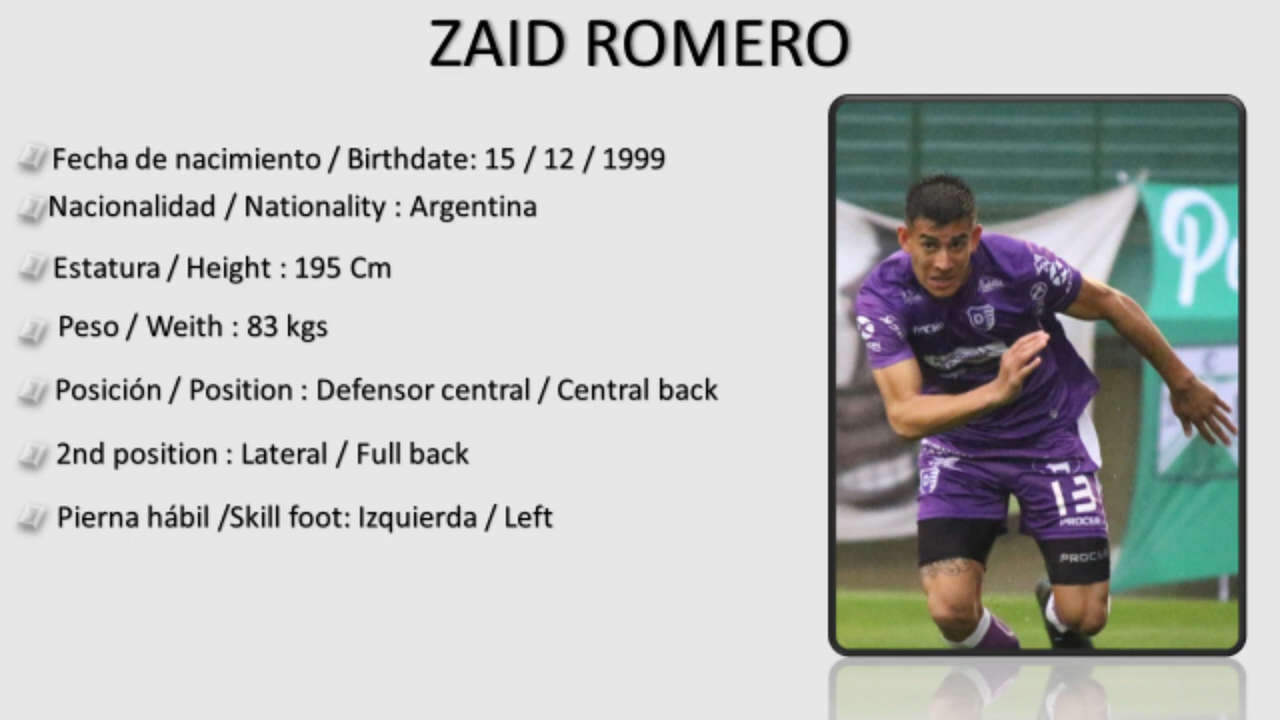 ZAID ROMERO
Fecha de nacimiento / Birthdate: 15 / 12 / 1999
Nacionalidad / Nationality : Argentina
Estatura / Height : 195 Cm
Peso / Weith : 83 kgs
Posición / Position : Defensor central / Central back
2nd position : Lateral / Full back
Pierna hábil /Skill foot: Izquierda / Left
13
PROCER
PROCER